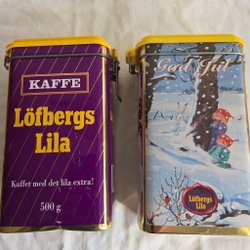 KAFFE
Löfbergs
Lila
Kaffet med det lila extra!
500 g
God Jul
Löfbergs
Lila